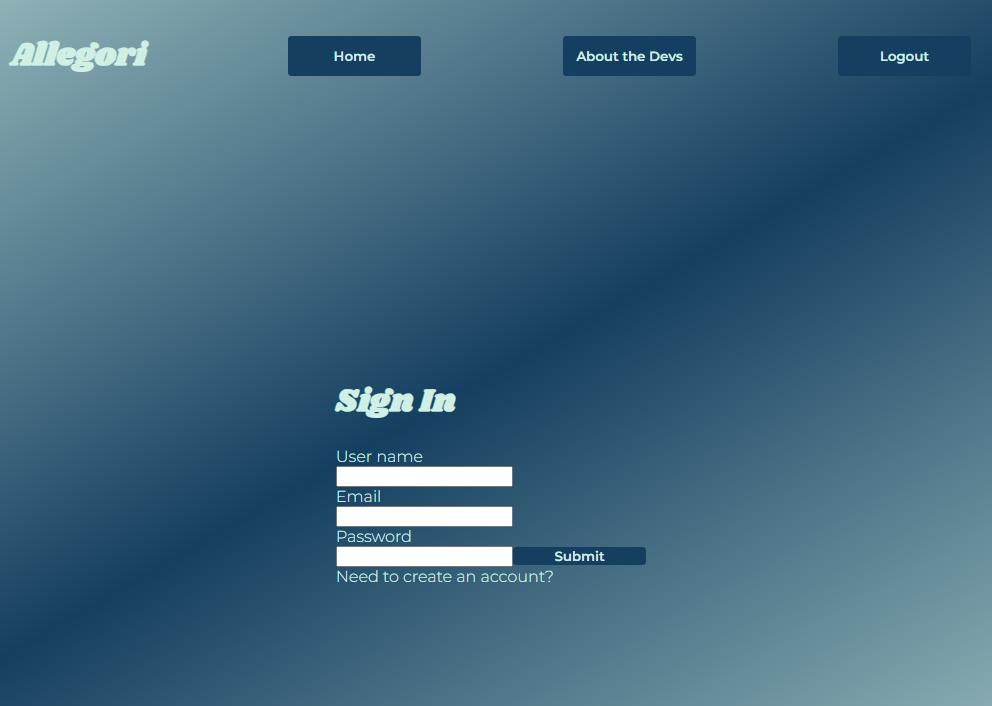 Allegori
Home
About the Devs
Logout
Sign In
User name
Email
Password
Submit
Need to create an account?